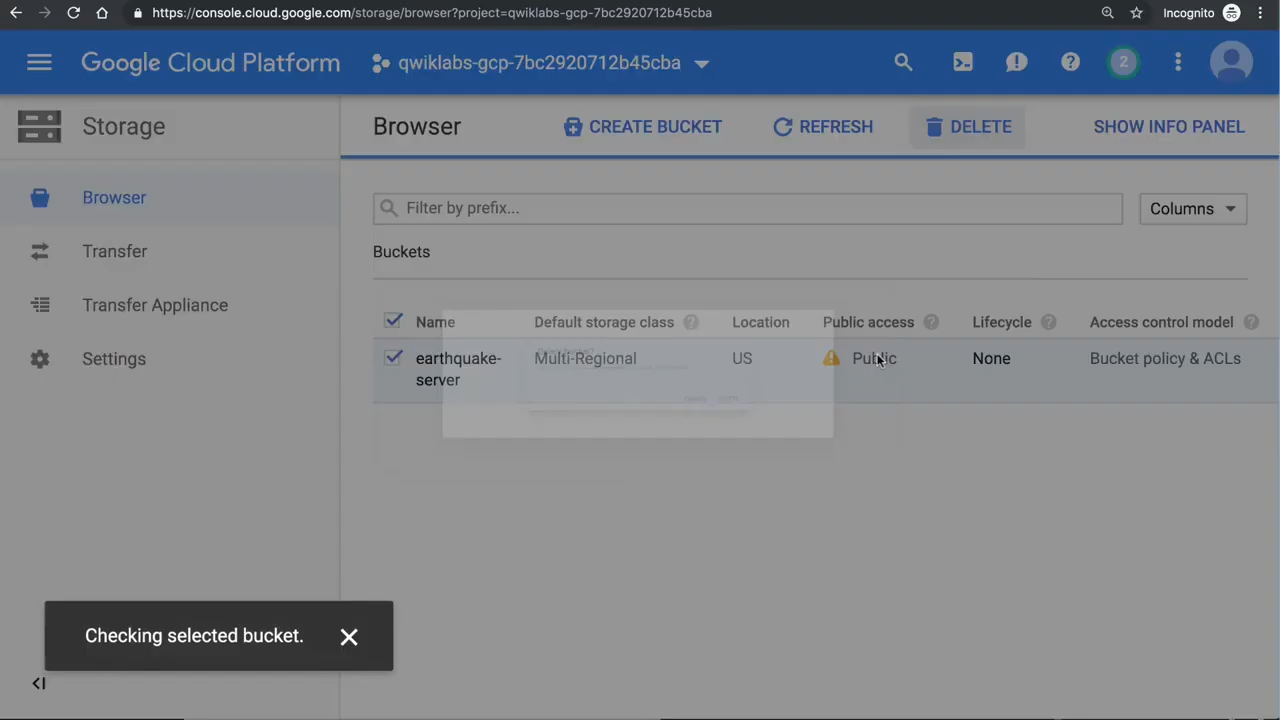 https://console.cloud.google.com/storage/browser?project=qwiklabs-gcp-7bc2920712b45cba
Incognito
Google Cloud Platform
qwiklabs-gcp-7bc2920712b45cba
2
Storage
Browser
CREATE BUCKET
REFRESH
DELETE
SHOW INFO PANEL
Browser
Transfer
Transfer Appliance
Settings
Filter by prefix...
Columns
Buckets
Name Default storage class Location Public access Lifecycle Access control model
earthquake- Multi-Regional US Public None Bucket policy & ACLs
server
Checking selected bucket.